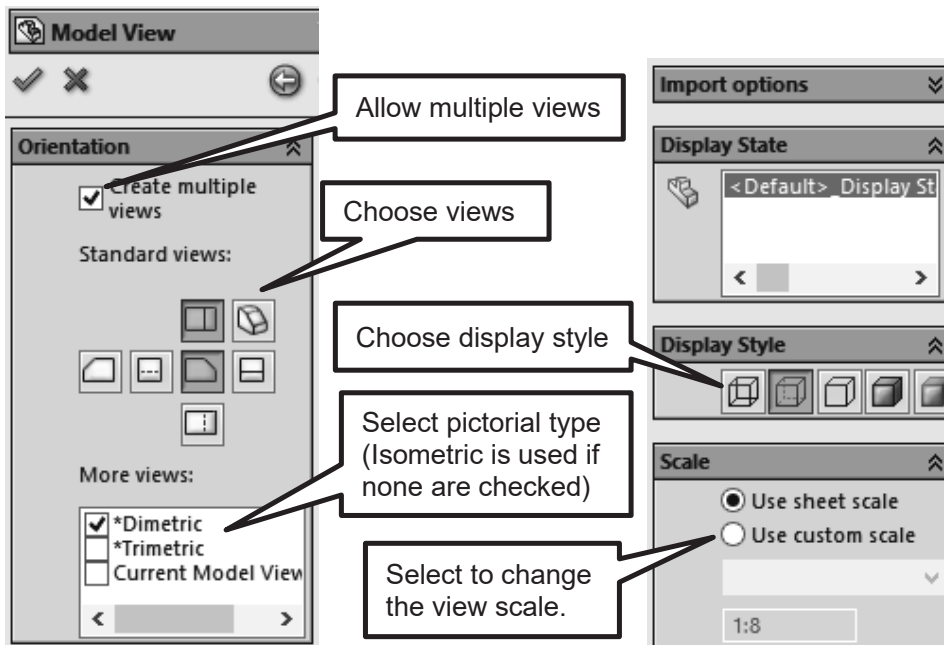 Model View
Orientation
Create multiple
views
Standard views:
More views:
*Dimetric
*Trimetric
Current Model View
Allow multiple views
Choose views
Choose display style
Select pictorial type
(Isometric is used if
none are checked)
Select to change
the view scale.
Import options
Display State
<Default>_Display St
Display Style
Scale
Use sheet scale
Use custom scale
1:8